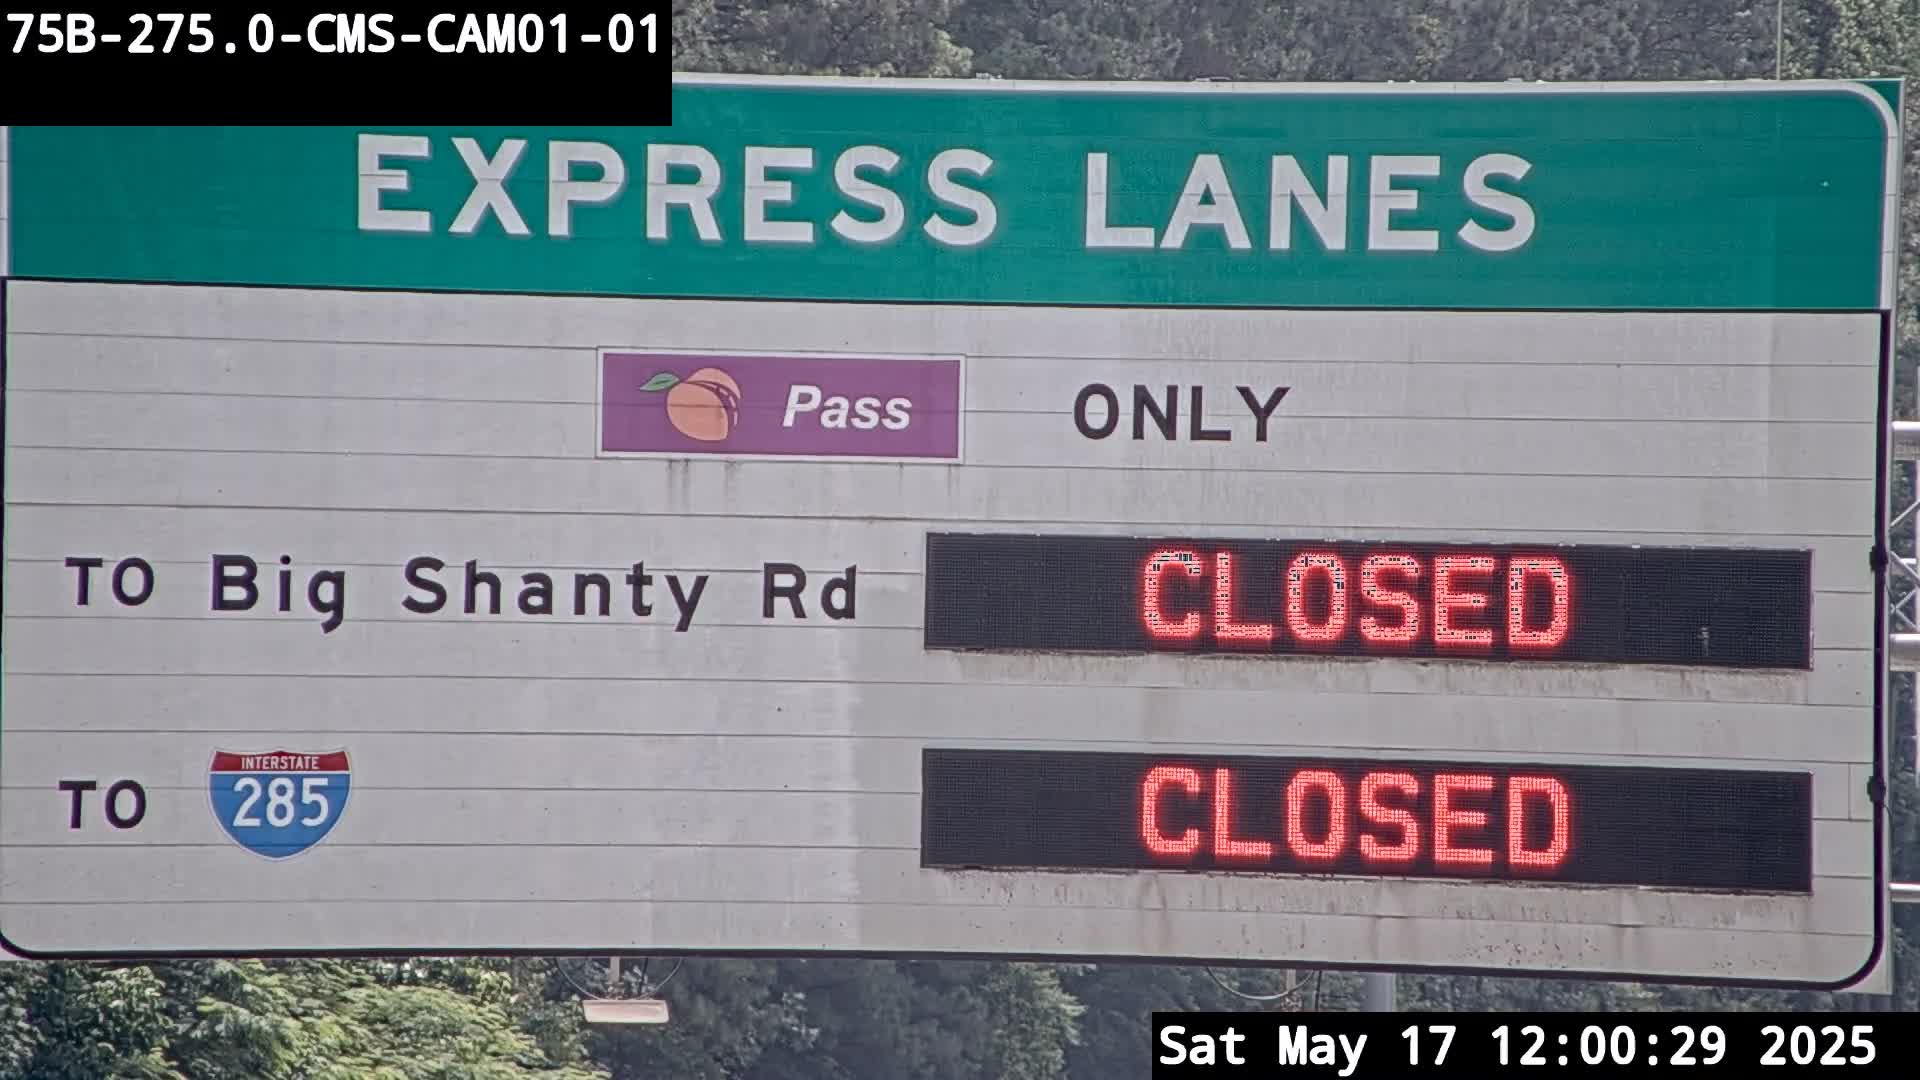 75B-275.0-CMS-CAM01-01
EXPRESS LANES
Pass ONLY
TO Big Shanty Rd CLOSED
INTERSTATE
TO 285 CLOSED
Sat May 17 12:00:29 2025